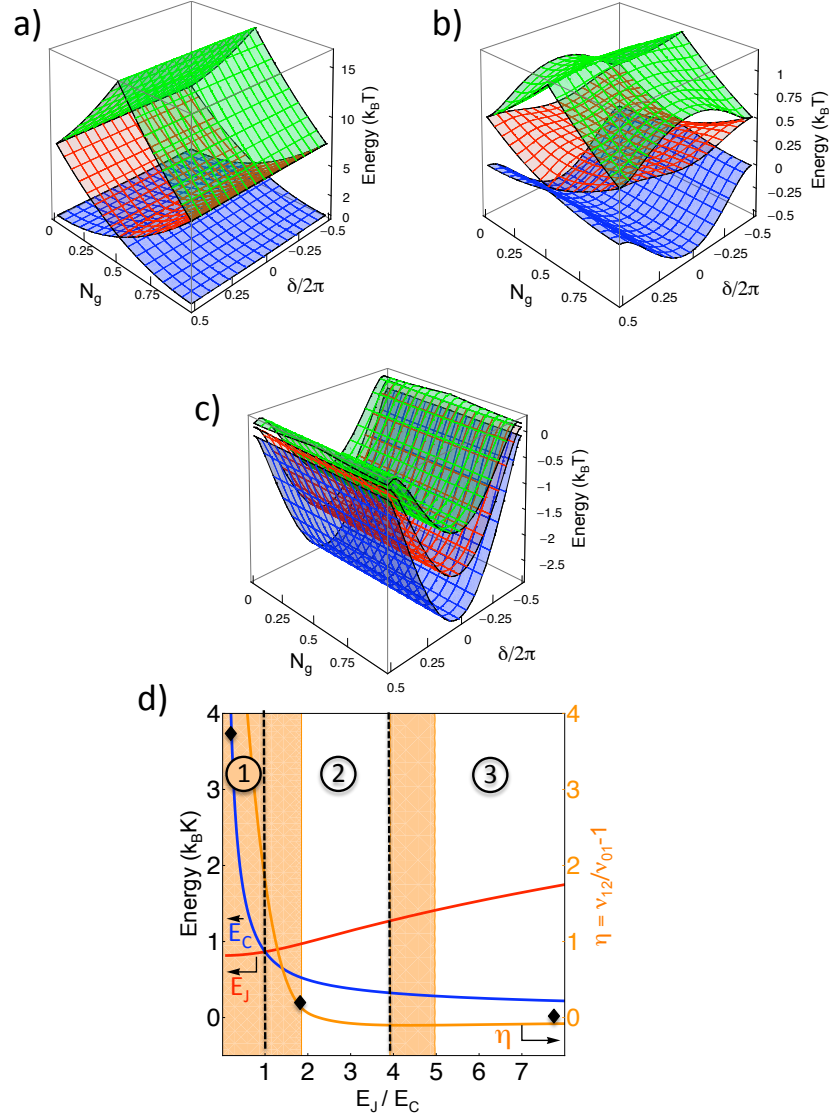 a)
15
10
5
2
0
Energy (k_BT)
0
0.25
0.5
0.75
N_g
0.5
0.25
0
−0.25
−0.5
δ/2π
b)
1
0.75
0.5
0.25
0
−0.25
−0.5
Energy (k_BT)
0
0.25
0.5
0.75
N_g
0.5
0.25
0
−0.25
−0.5
δ/2π
c)
0
−0.5
−1
−1.5
−2
−2.5
Energy (k_BT)
0
0.25
0.5
0.75
N_g
0.5
0.25
0
−0.25
−0.5
δ/2π
d)
4
3
2
1
0
Energy (k_BK)
1
2
3
E_C
E_J
η
4
3
2
1
0
η = ν_12/ν_01-1
1 2 3 4 5 6 7
E_J / E_C